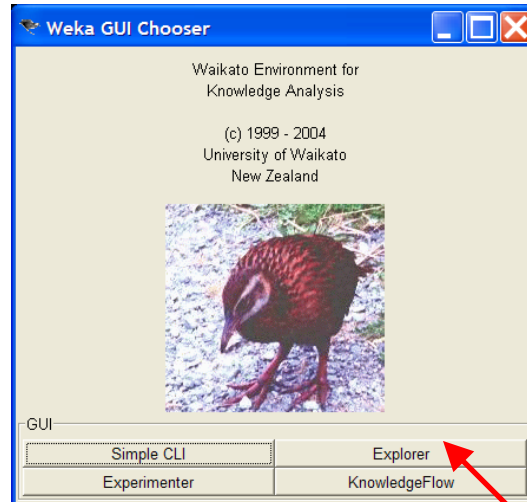 Weka GUI Chooser
Waikato Environment for
Knowledge Analysis
(c) 1999 - 2004
University of Waikato
New Zealand
GUI
Simple CLI
Explorer
Experimenter
KnowledgeFlow